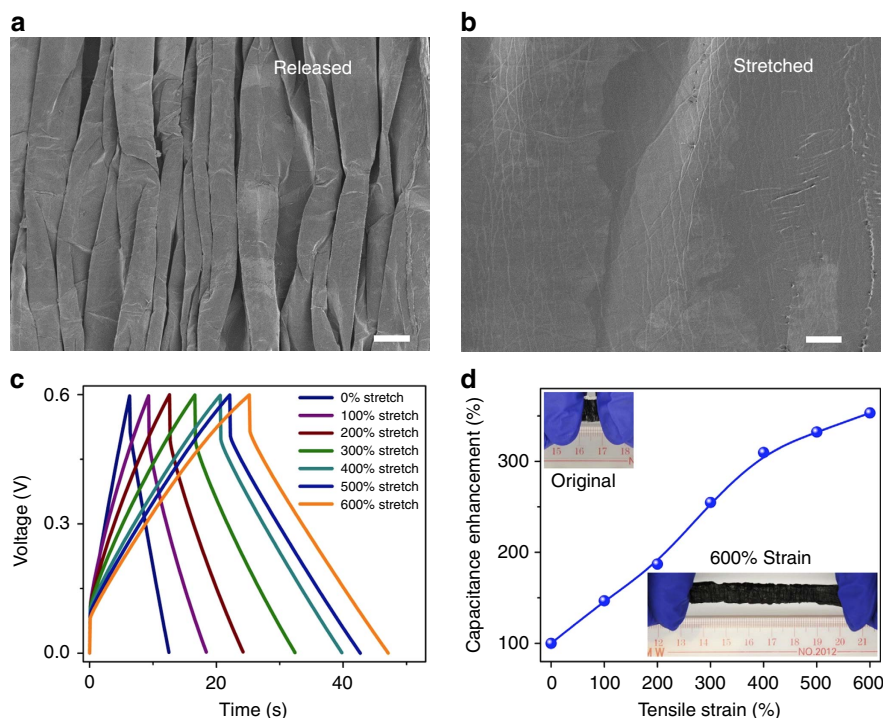 a
Released
b
Stretched
c
0.6
0.3
0.0
Voltage (V)
0% stretch
100% stretch
200% stretch
300% stretch
400% stretch
500% stretch
600% stretch
0
20
40
Time (s)
d
Capacitance enhancement (%)
300
200
100
15 16 17 18
Original
600% Strain
12 13 14 15 16 17 18 19 20 21
M W
NO.2012
0 100 200 300 400 500 600
Tensile strain (%)